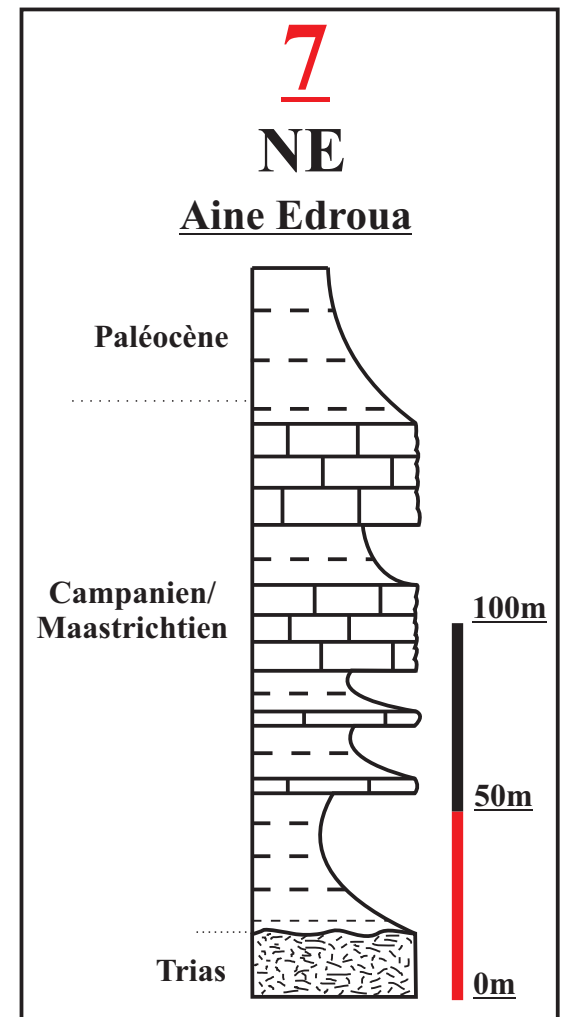 7
NE
Aine Edroua
Paléocène
Campanien/
Maastrichtien
100m
50m
Trias
0m